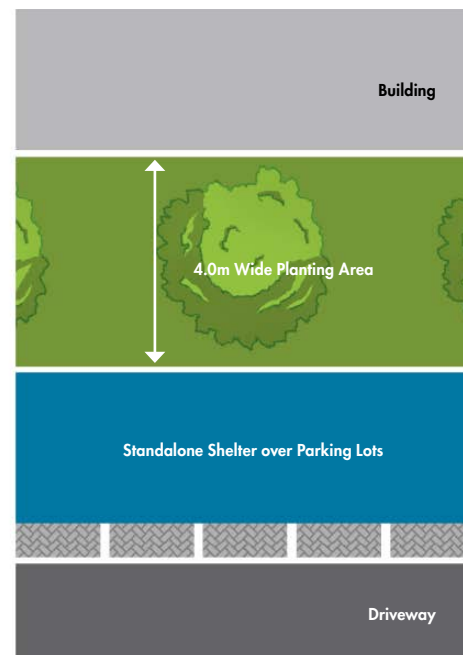 Building
4.0m Wide Planting Area
Standalone Shelter over Parking Lots
Driveway